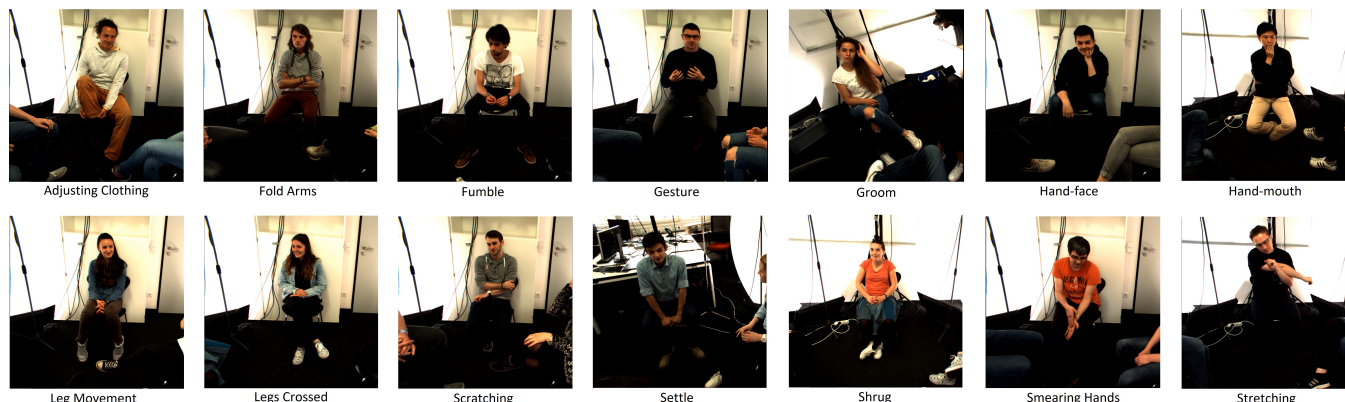 Adjusting Clothing
Fold Arms
Fumble
Gesture
Groom
Hand-face
Hand-mouth
Leg Movement
Legs Crossed
Scratching
Settle
Shrug
Smearing Hands
Stretching